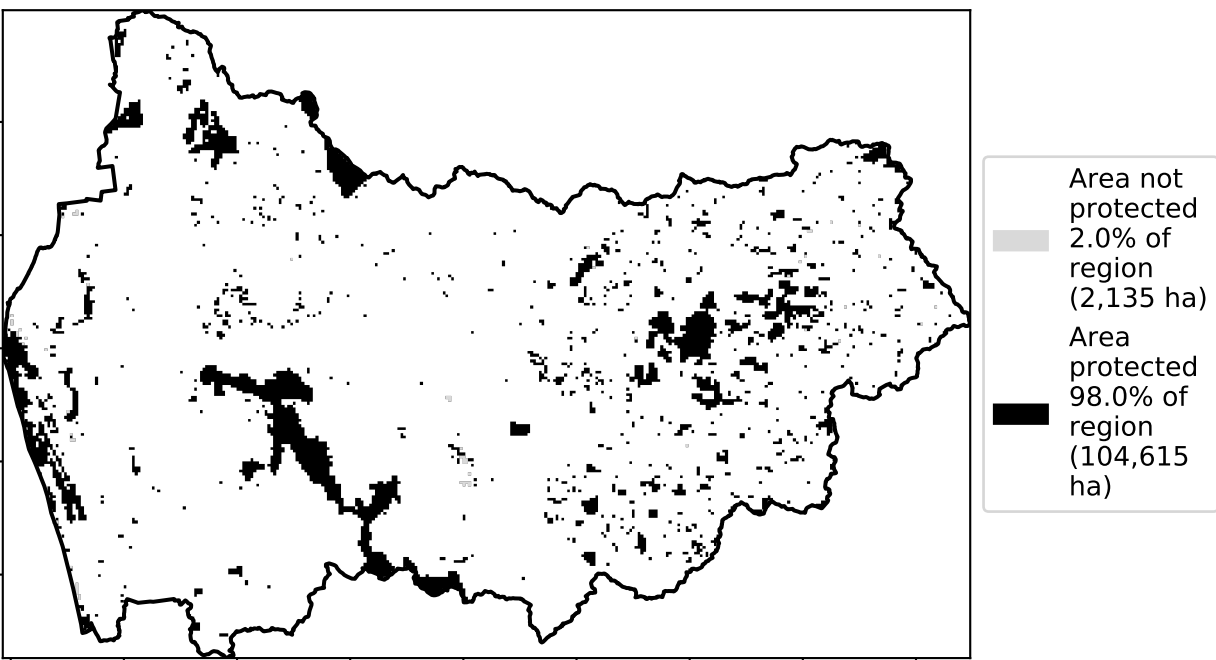 Area not
protected
2.0% of
region
(2,135 ha)
Area
protected
98.0% of
region
(104,615
ha)